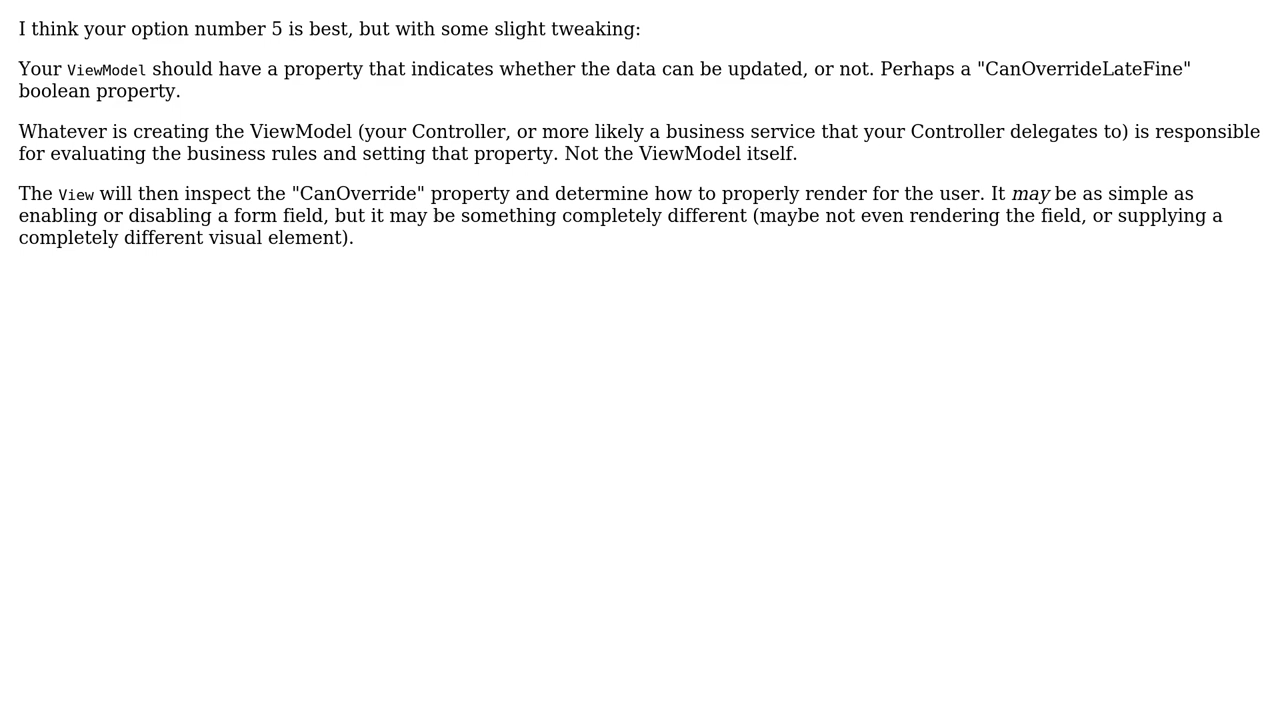 I think your option number 5 is best, but with some slight tweaking:
Your ViewModel should have a property that indicates whether the data can be updated, or not. Perhaps a "CanOverrideLateFine"
boolean property.
Whatever is creating the ViewModel (your Controller, or more likely a business service that your Controller delegates to) is responsible
for evaluating the business rules and setting that property. Not the ViewModel itself.
The View will then inspect the "CanOverride" property and determine how to properly render for the user. It may be as simple as
enabling or disabling a form field, but it may be something completely different (maybe not even rendering the field, or supplying a
completely different visual element).